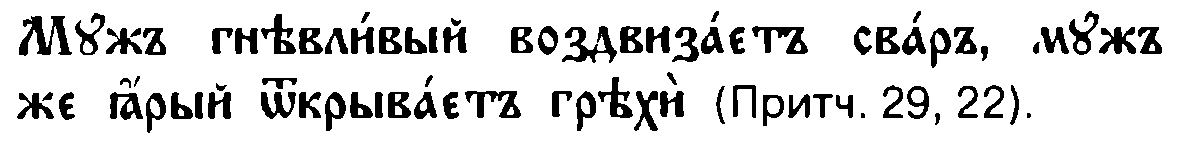 Мꙋжъ гнѣвли́вый воздвиза́етъ сва́ръ, мꙋжъ
же ꙗ҆́рый ѿкрыва́етъ грѣхѝ (Притч. 29, 22).